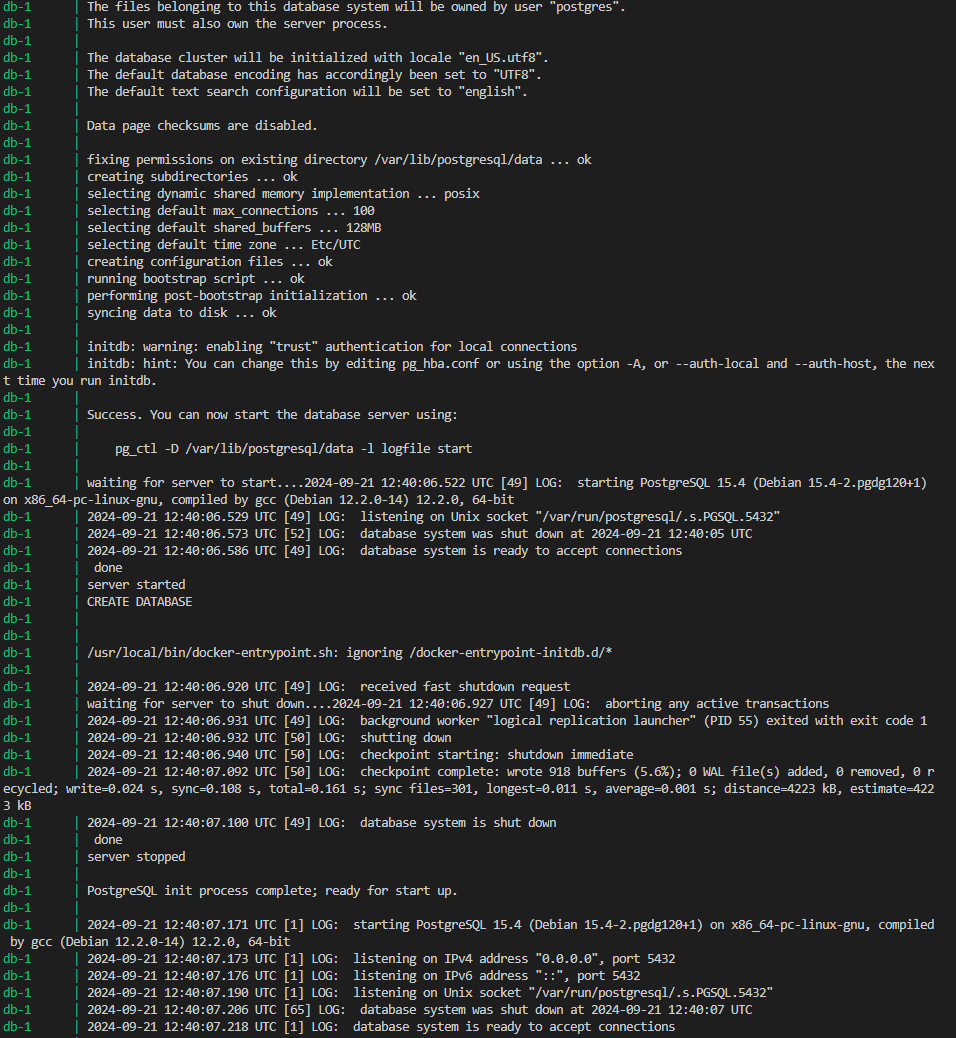 db-1 | The files belonging to this database system will be owned by user "postgres".
db-1 | This user must also own the server process.
db-1 |
db-1 | The database cluster will be initialized with locale "en_US.utf8".
db-1 | The default database encoding has accordingly been set to "UTF8".
db-1 | The default text search configuration will be set to "english".
db-1 |
db-1 | Data page checksums are disabled.
db-1 |
db-1 | fixing permissions on existing directory /var/lib/postgresql/data ... ok
db-1 | creating subdirectories ... ok
db-1 | selecting dynamic shared memory implementation ... posix
db-1 | selecting default max_connections ... 100
db-1 | selecting default shared_buffers ... 128MB
db-1 | selecting default time zone ... Etc/UTC
db-1 | creating configuration files ... ok
db-1 | running bootstrap script ... ok
db-1 | performing post-bootstrap initialization ... ok
db-1 | syncing data to disk ... ok
db-1 |
db-1 | initdb: warning: enabling "trust" authentication for local connections
db-1 | initdb: hint: You can change this by editing pg_hba.conf or using the option -A, or --auth-local and --auth-host, the nex
t time you run initdb.
db-1 |
db-1 | Success. You can now start the database server using:
db-1 |
db-1 |     pg_ctl -D /var/lib/postgresql/data -l logfile start
db-1 |
db-1 | waiting for server to start....2024-09-21 12:40:06.522 UTC [49] LOG:  starting PostgreSQL 15.4 (Debian 15.4-2.pgdg120+1)
on x86_64-pc-linux-gnu, compiled by gcc (Debian 12.2.0-14) 12.2.0, 64-bit
db-1 | 2024-09-21 12:40:06.529 UTC [49] LOG:  listening on Unix socket "/var/run/postgresql/.s.PGSQL.5432"
db-1 | 2024-09-21 12:40:06.573 UTC [52] LOG:  database system was shut down at 2024-09-21 12:40:05 UTC
db-1 | 2024-09-21 12:40:06.586 UTC [49] LOG:  database system is ready to accept connections
db-1 |  done
db-1 | server started
db-1 | CREATE DATABASE
db-1 |
db-1 |
db-1 | /usr/local/bin/docker-entrypoint.sh: ignoring /docker-entrypoint-initdb.d/*
db-1 |
db-1 | 2024-09-21 12:40:06.920 UTC [49] LOG:  received fast shutdown request
db-1 | waiting for server to shut down....2024-09-21 12:40:06.927 UTC [49] LOG:  aborting any active transactions
db-1 | 2024-09-21 12:40:06.931 UTC [49] LOG:  background worker "logical replication launcher" (PID 55) exited with exit code 1
db-1 | 2024-09-21 12:40:06.932 UTC [50] LOG:  shutting down
db-1 | 2024-09-21 12:40:06.940 UTC [50] LOG:  checkpoint starting: shutdown immediate
db-1 | 2024-09-21 12:40:07.092 UTC [50] LOG:  checkpoint complete: wrote 918 buffers (5.6%); 0 WAL file(s) added, 0 removed, 0 r
ecycled; write=0.024 s, sync=0.108 s, total=0.161 s; sync files=301, longest=0.011 s, average=0.001 s; distance=4223 kB, estimate=422
3 kB
db-1 | 2024-09-21 12:40:07.100 UTC [49] LOG:  database system is shut down
db-1 |  done
db-1 | server stopped
db-1 |
db-1 | PostgreSQL init process complete; ready for start up.
db-1 |
db-1 | 2024-09-21 12:40:07.171 UTC [1] LOG:  starting PostgreSQL 15.4 (Debian 15.4-2.pgdg120+1) on x86_64-pc-linux-gnu, compiled
 by gcc (Debian 12.2.0-14) 12.2.0, 64-bit
db-1 | 2024-09-21 12:40:07.173 UTC [1] LOG:  listening on IPv4 address "0.0.0.0", port 5432
db-1 | 2024-09-21 12:40:07.176 UTC [1] LOG:  listening on IPv6 address "::", port 5432
db-1 | 2024-09-21 12:40:07.190 UTC [1] LOG:  listening on Unix socket "/var/run/postgresql/.s.PGSQL.5432"
db-1 | 2024-09-21 12:40:07.206 UTC [65] LOG:  database system was shut down at 2024-09-21 12:40:07 UTC
db-1 | 2024-09-21 12:40:07.218 UTC [1] LOG:  database system is ready to accept connections